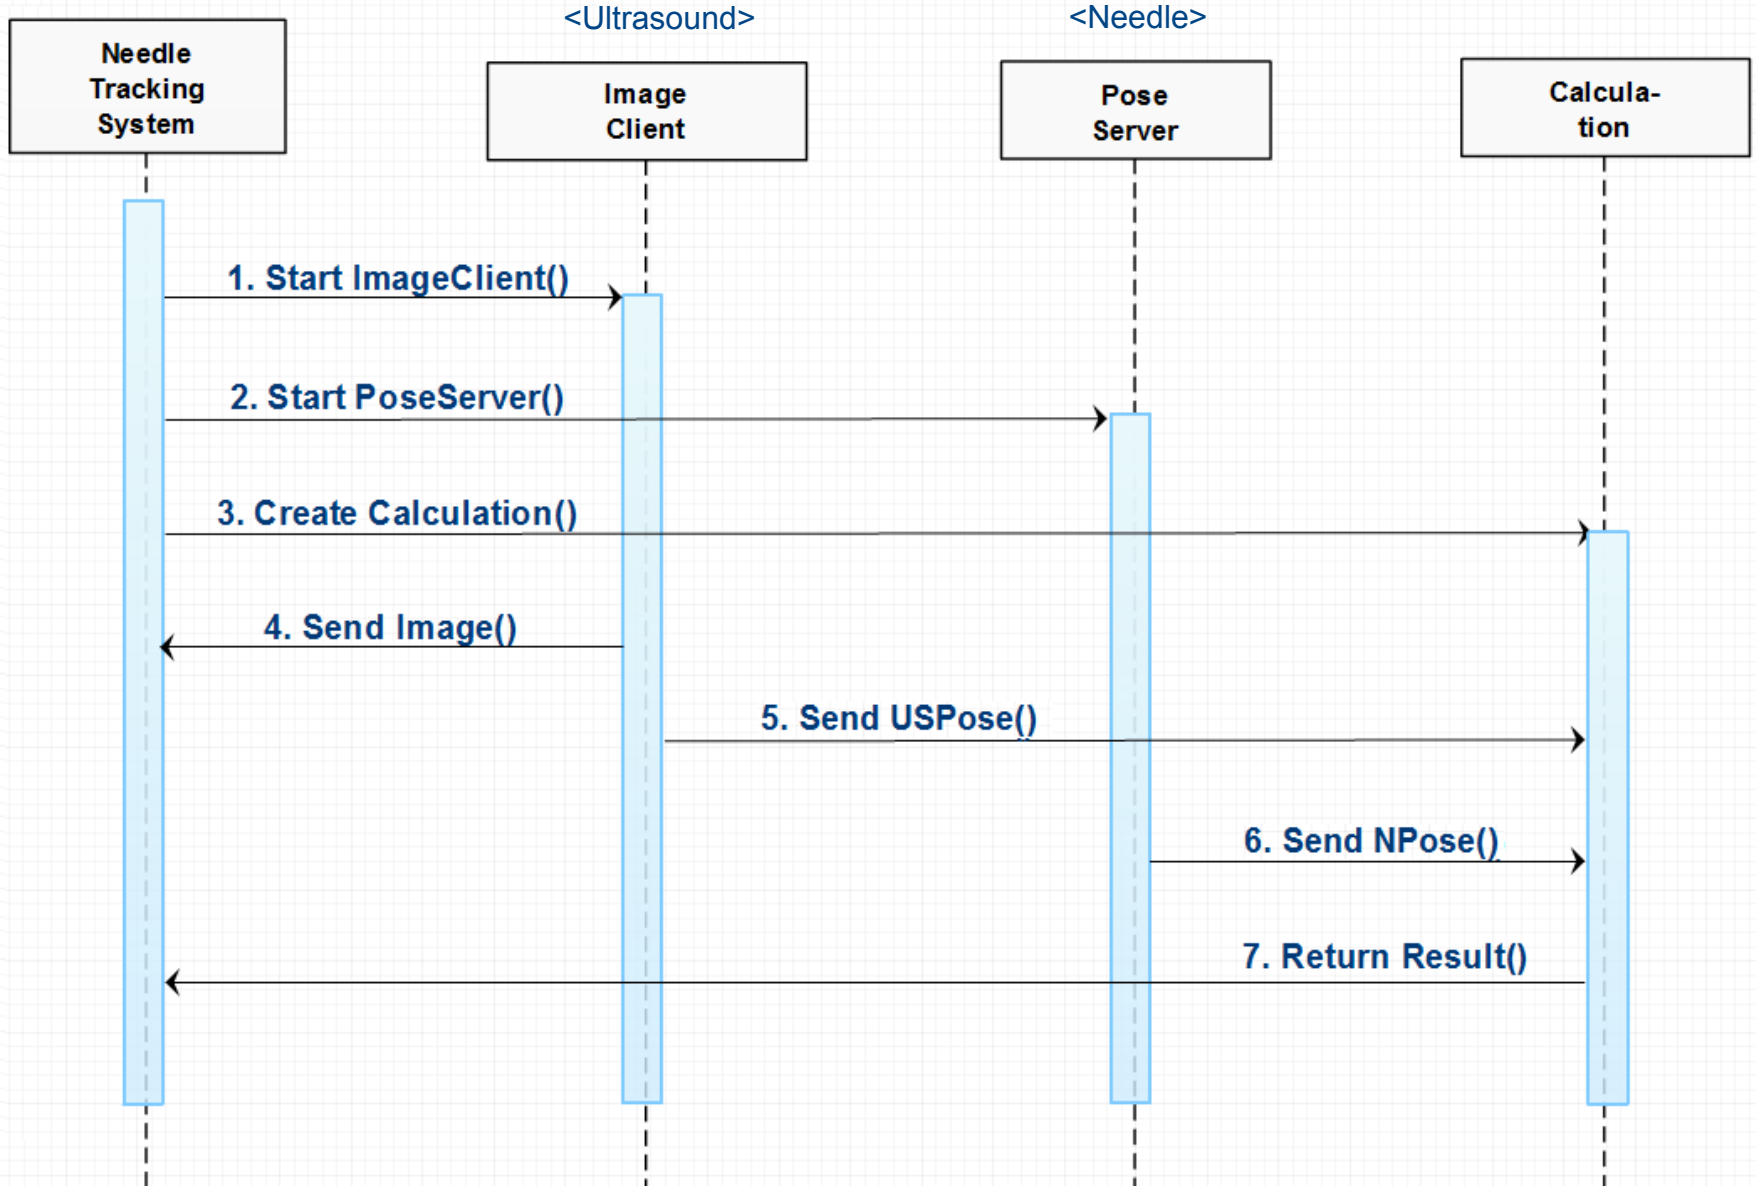 <Ultrasound>
<Needle>
Needle
Tracking
System
Image
Client
Pose
Server
Calcula-
tion
1. Start ImageClient()
2. Start PoseServer()
3. Create Calculation()
4. Send Image()
5. Send USPose()
6. Send NPose()
7. Return Result()